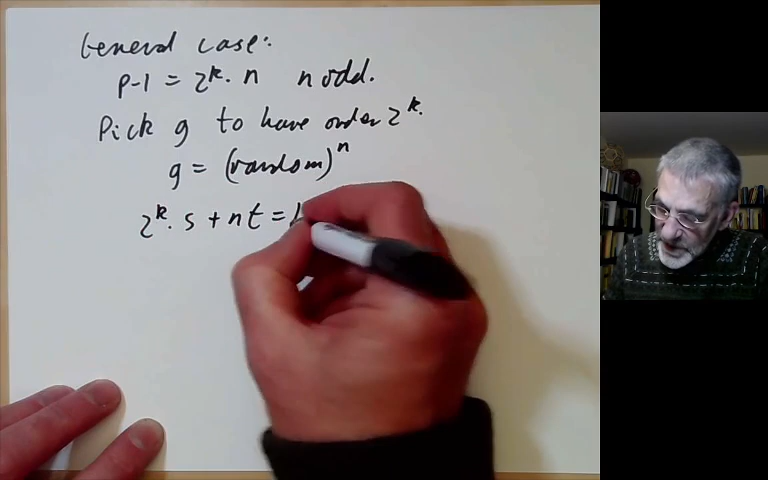 General case:
p-1 = 2^k. n n odd.
Pick g to have order 2^k.
g = (random)^n
2^k. s + nt =